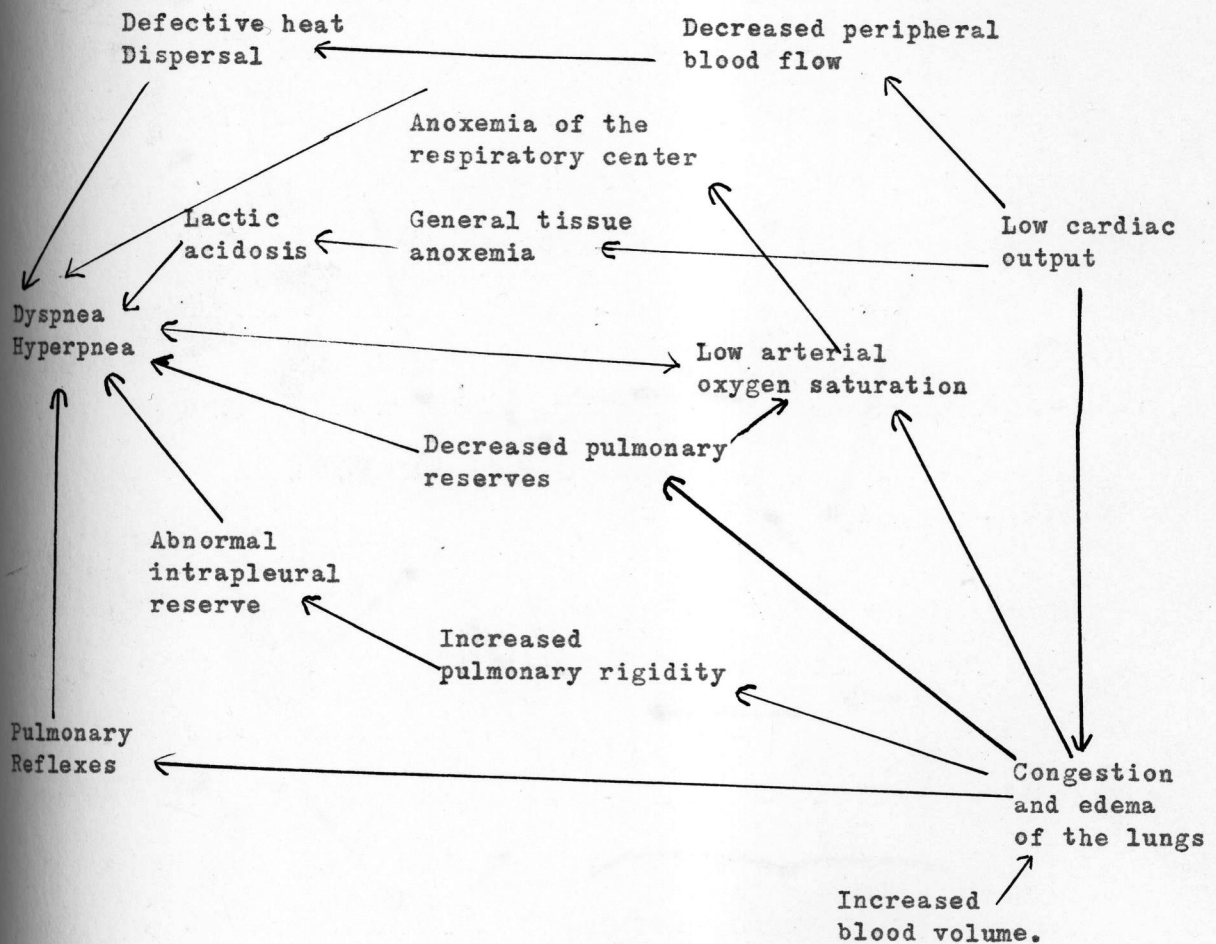 Defective heat
Dispersal
Decreased peripheral
blood flow
Anoxemia of the
respiratory center
Lactic
acidosis
General tissue
anoxemia
Low cardiac
output
Dyspnea
Hyperpnea
Low arterial
oxygen saturation
Decreased pulmonary
reserves
Abnormal
intrapleural
reserve
Increased
pulmonary rigidity
Pulmonary
Reflexes
Congestion
and edema
of the lungs
Increased
blood volume.